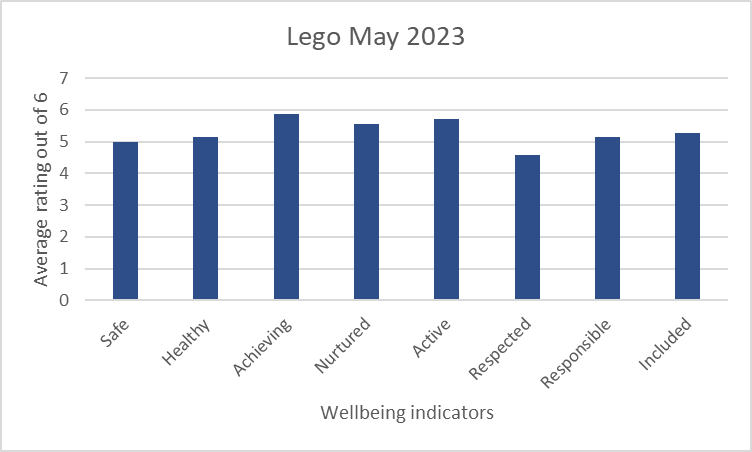 Lego May 2023
Average rating out of 6
7
6
5
4
3
2
1
0
Safe
Healthy
Achieving
Nurtured
Active
Respected
Responsible
Included
Wellbeing indicators